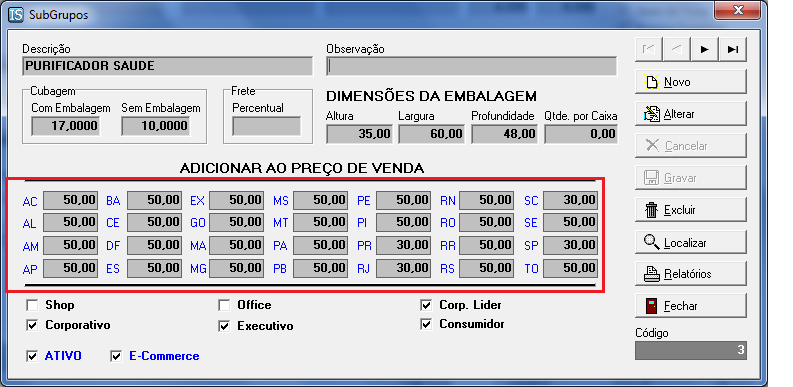 IS SubGrupos
Descrição
PURIFICADOR SAUDE
Observação
Cubagem
Com Embalagem Sem Embalagem
17,0000 10,0000
Frete
Percentual
DIMENSÕES DA EMBALAGEM
Altura Largura Profundidade Qtde. por Caixa
35,00 60,00 48,00 0,00
ADICIONAR AO PREÇO DE VENDA
AC 50,00 BA 50,00 EX 50,00 MS 50,00 PE 50,00 RN 50,00 SC 30,00
AL 50,00 CE 50,00 GO 50,00 MT 50,00 PI 50,00 RO 50,00 SE 50,00
AM 50,00 DF 50,00 MA 50,00 PA 50,00 PR 30,00 RR 50,00 SP 30,00
AP 50,00 ES 50,00 MG 50,00 PB 50,00 RJ 30,00 RS 50,00 TO 50,00
Shop Office Corp. Lider
Corporativo Executivo Consumidor
ATIVO E-Commerce
Novo
Alterar
Cancelar
Gravar
Excluir
Localizar
Relatórios
Fechar
Código
3